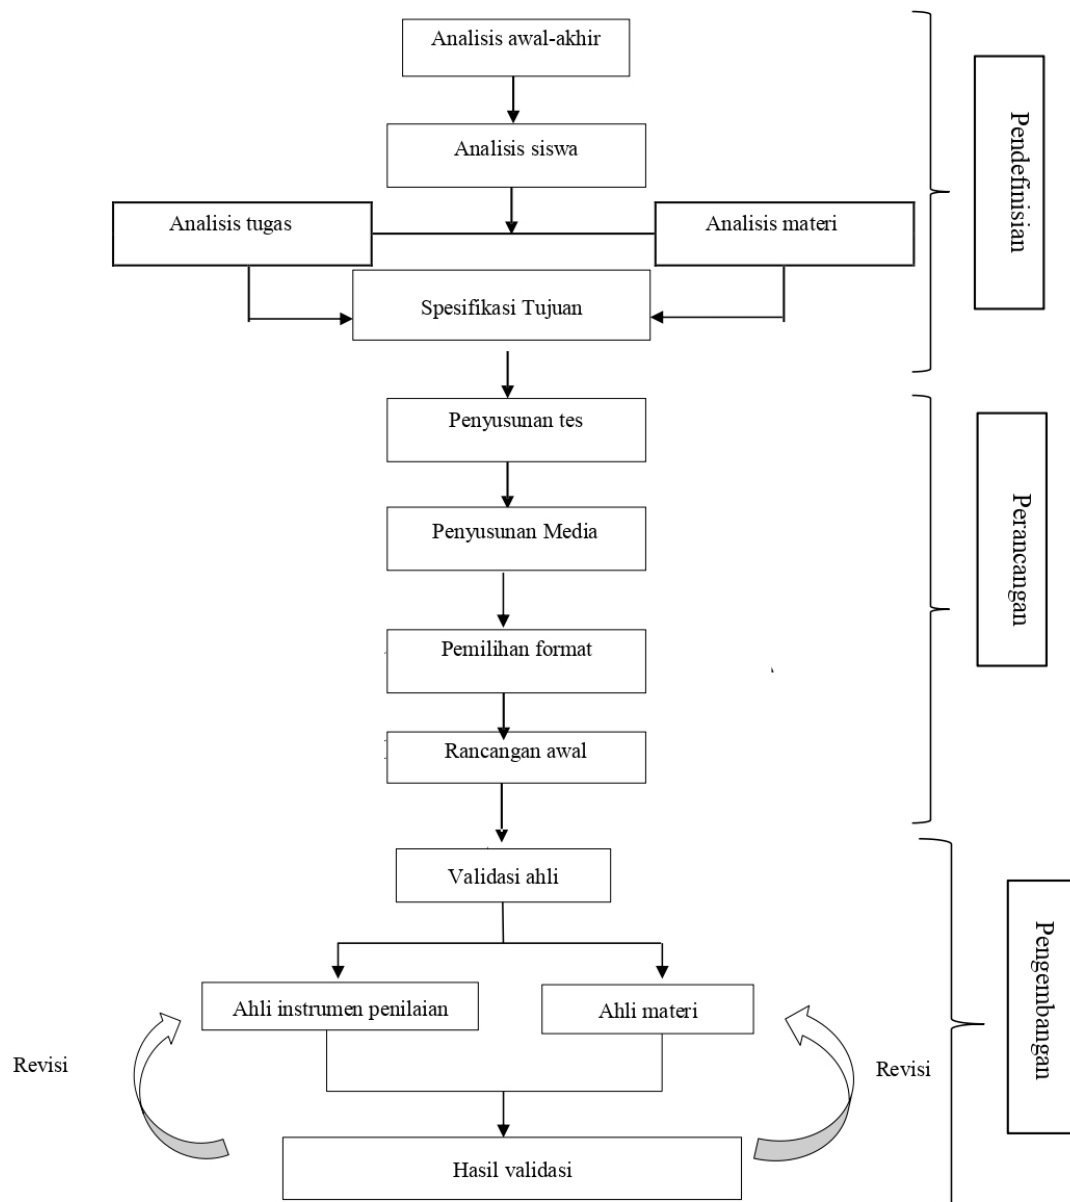 Analisis awal-akhir
Analisis siswa
Analisis tugas
Analisis materi
Spesifikasi Tujuan
Pendefinisian
Penyusunan tes
Penyusunan Media
Pemilihan format
Rancangan awal
Perancangan
Validasi ahli
Ahli instrumen penilaian
Ahli materi
Revisi
Revisi
Hasil validasi
Pengembangan